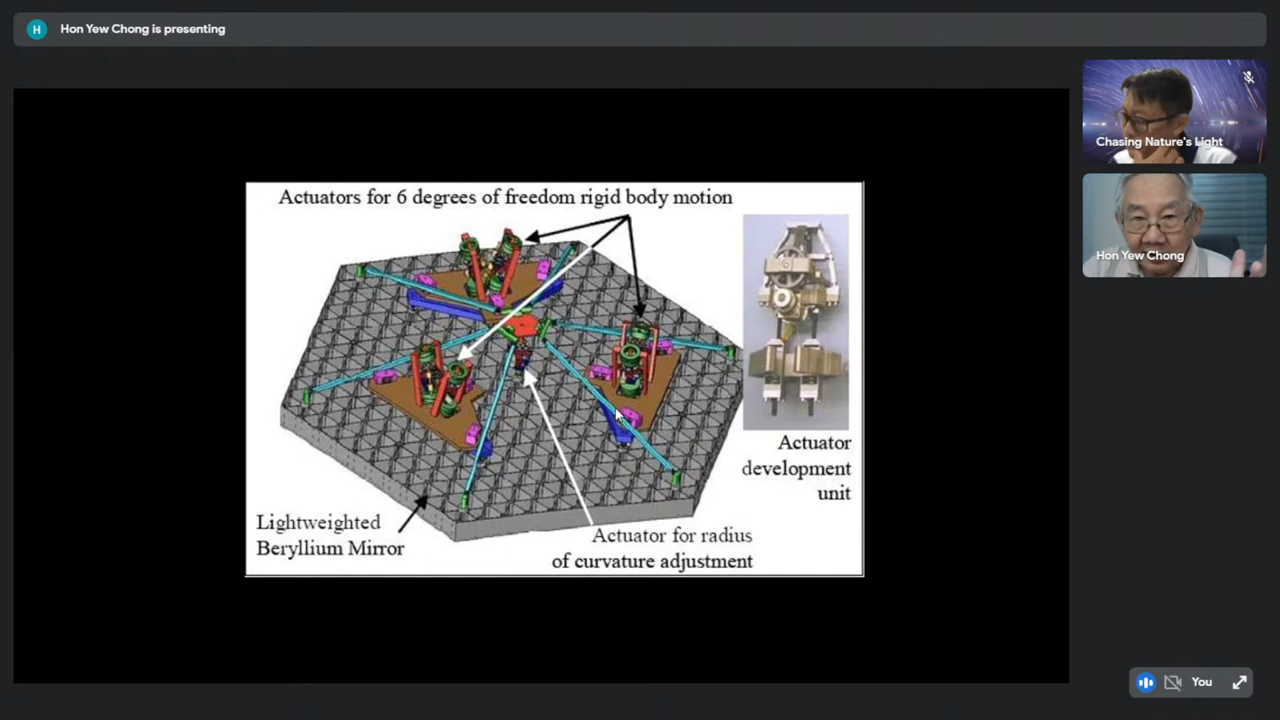 H
Hon Yew Chong is presenting
Chasing Nature's Light
Hon Yew Chong
Actuators for 6 degrees of freedom rigid body motion
Actuator
development
unit
Lightweighted
Beryllium Mirror
Actuator for radius
of curvature adjustment
You